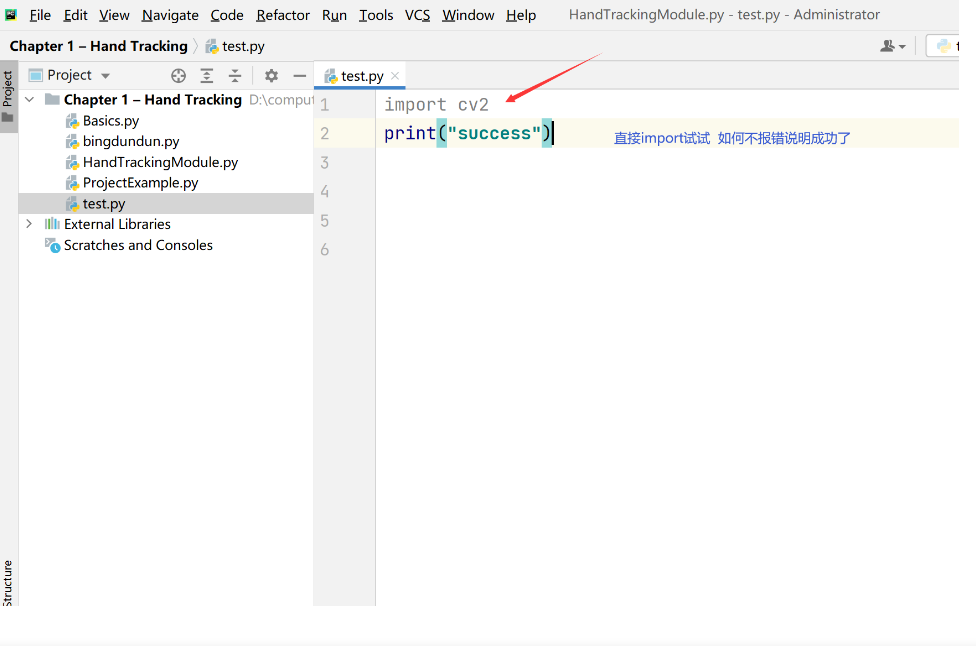 File Edit View Navigate Code Refactor Run Tools VCS Window Help HandTrackingModule.py - test.py - Administrator
Chapter 1 – Hand Tracking test.py
Project test.py
Project
Chapter 1 – Hand Tracking D:\comput
Basics.py
bingdundun.py
HandTrackingModule.py
ProjectExample.py
test.py
External Libraries
Scratches and Consoles
1 import cv2
2 print("success") 直接import试试 如何不报错说明成功了
3
4
5
6
Structure